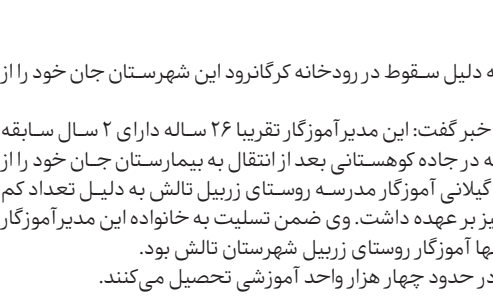 ه دلیل سقوط در رودخانه کرگانرود این شهرستان جان خود را از
خبر گفت: این مدیرآموزگار تقریبا ۲۶ ساله دارای ۲ سال سابقه
ه در جاده کوهستانی بعد از انتقال به بیمارستان جان خود را از
گیلانی آموزگار مدرسه روستای زربیل تالش به دلیل تعداد کم
یز بر عهده داشت. وی ضمن تسلیت به خانواده این مدیرآموزگار
ها آموزگار روستای زربیل شهرستان تالش بود.
در حدود چهار هزار واحد آموزشی تحصیل می‌کنند.